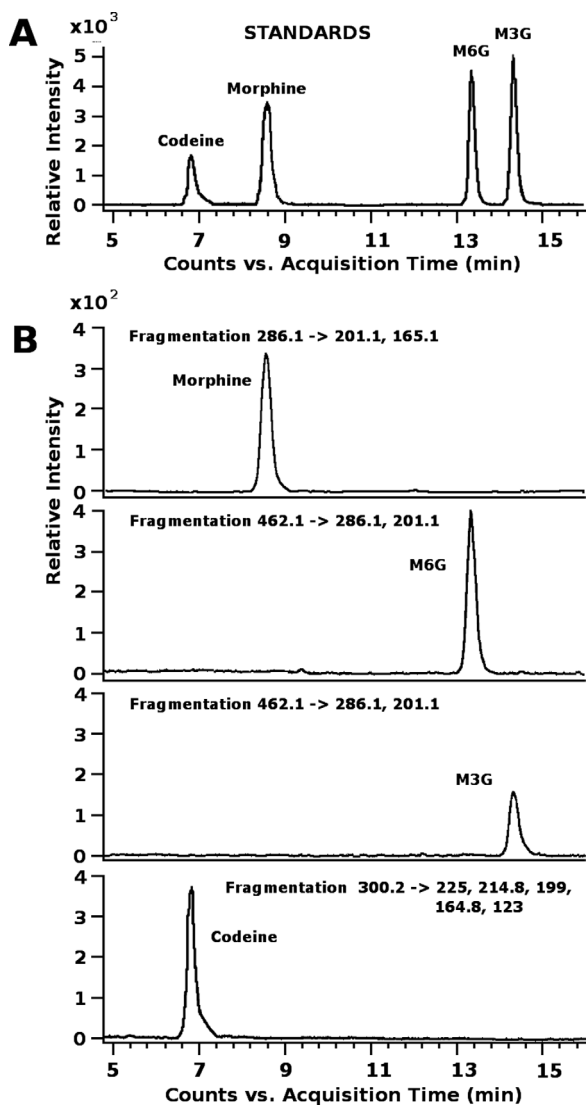 A
x10³
STANDARDS
Relative Intensity
5
4
3
2
1
0
Codeine
Morphine
M6G
M3G
5 7 9 11 13 15
Counts vs. Acquisition Time (min)
B
x10²
Relative Intensity
4
3
2
1
0
Fragmentation 286.1 -> 201.1, 165.1
Morphine
4
3
2
1
0
Fragmentation 462.1 -> 286.1, 201.1
M6G
4
3
2
1
0
Fragmentation 462.1 -> 286.1, 201.1
M3G
4
3
2
1
0
Fragmentation 300.2 -> 225, 214.8, 199,
164.8, 123
Codeine
5 7 9 11 13 15
Counts vs. Acquisition Time (min)